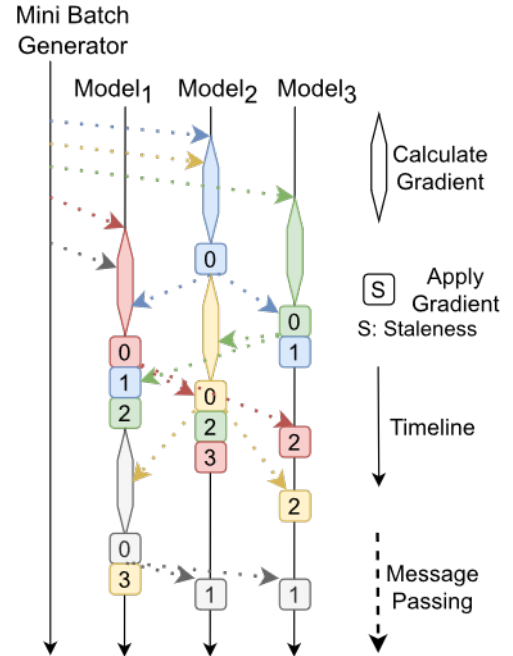 Mini Batch
Generator
Model1 Model2 Model3
Calculate
Gradient
0
S Apply
Gradient
S: Staleness
0
0 1
1 0
2 2 2
3
Timeline
2
0
3 1 1
Message
Passing